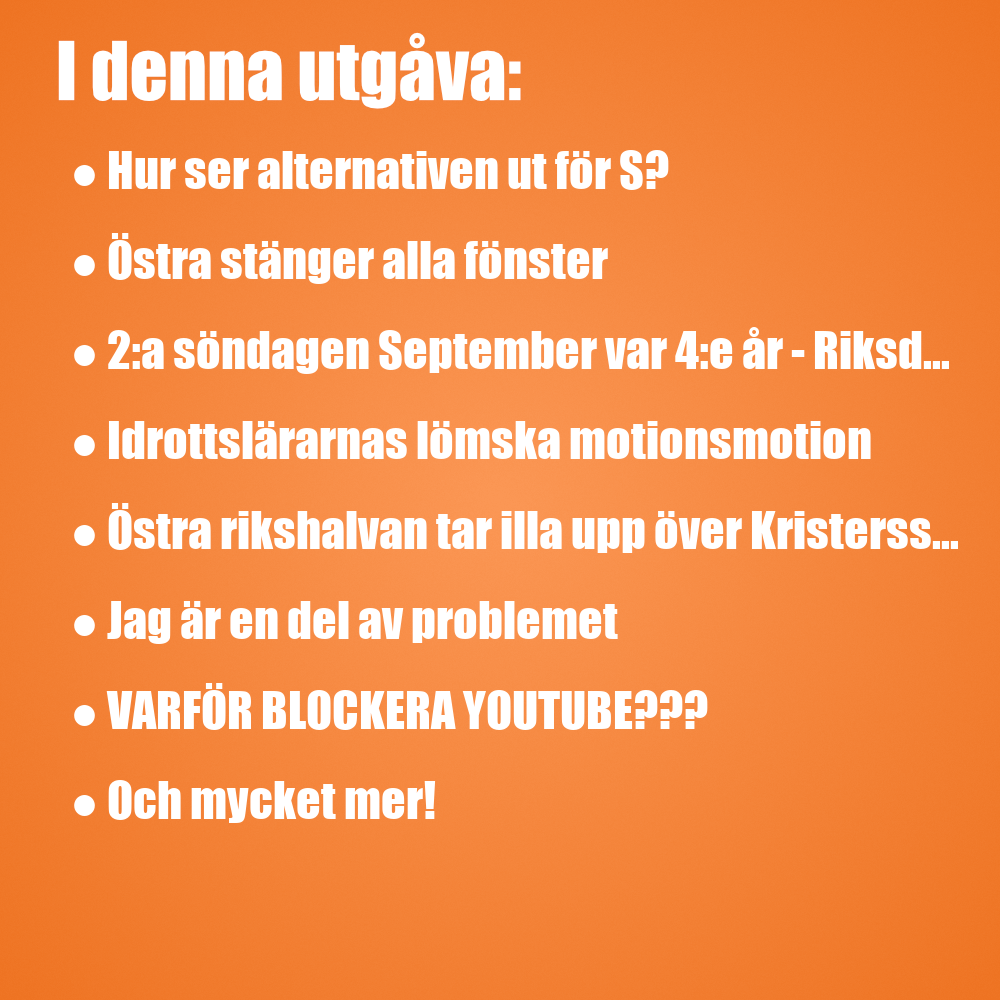 I denna utgåva:
• Hur ser alternativen ut för S?
• Östra stänger alla fönster
• 2:a söndagen September var 4:e år - Riksd...
• Idrottslärarnas lömska motionsmotion
• Östra rikshalvan tar illa upp över Kristerss...
• Jag är en del av problemet
• VARFÖR BLOCKERA YOUTUBE???
• Och mycket mer!